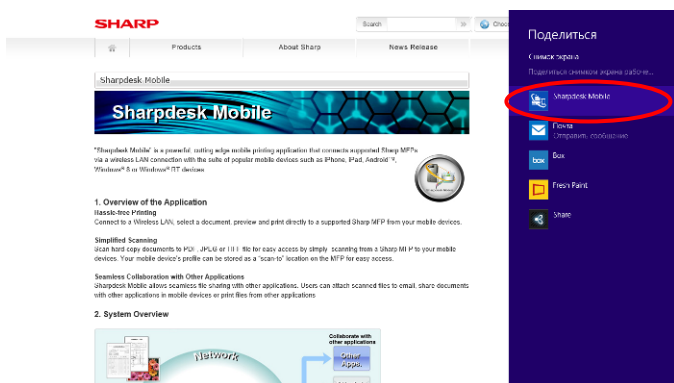 SHARP
Search
Choo
Products
About Sharp
News Release
Sharpdesk Mobile
Sharpdesk Mobile
"Sharpdesk Mobile" is a powerful, cutting edge mobile printing application that connects supported Sharp MFPs
via a wireless LAN connection with the suite of popular mobile devices such as iPhone, iPad, Android™,
Windows® 8 or Windows® RT devices
1. Overview of the Application
Hassle-free Printing
Connect to a Wireless LAN, select a document, preview and print directly to a supported Sharp MFP from your mobile devices.
Simplified Scanning
Scan hard copy documents to PDF, JPEG or TIFF file for easy access by simply scanning from a Sharp MFP to your mobile
devices. Your mobile device's profile can be stored as a "scan-to" location on the MFP for easy access.
Seamless Collaboration with Other Applications
Sharpdesk Mobile allows seamless file sharing with other applications. Users can attach scanned files to email, share documents
with other applications in mobile devices or print files from other applications
2. System Overview
Network
Collaborate with
other applications
Other
Apps.
Поделиться
Снимок экрана
Поделиться снимком экрана рабоче...
Sharpdesk Mobile
Почта
Отправить сообщение
box
Box
Fresh Paint
Share